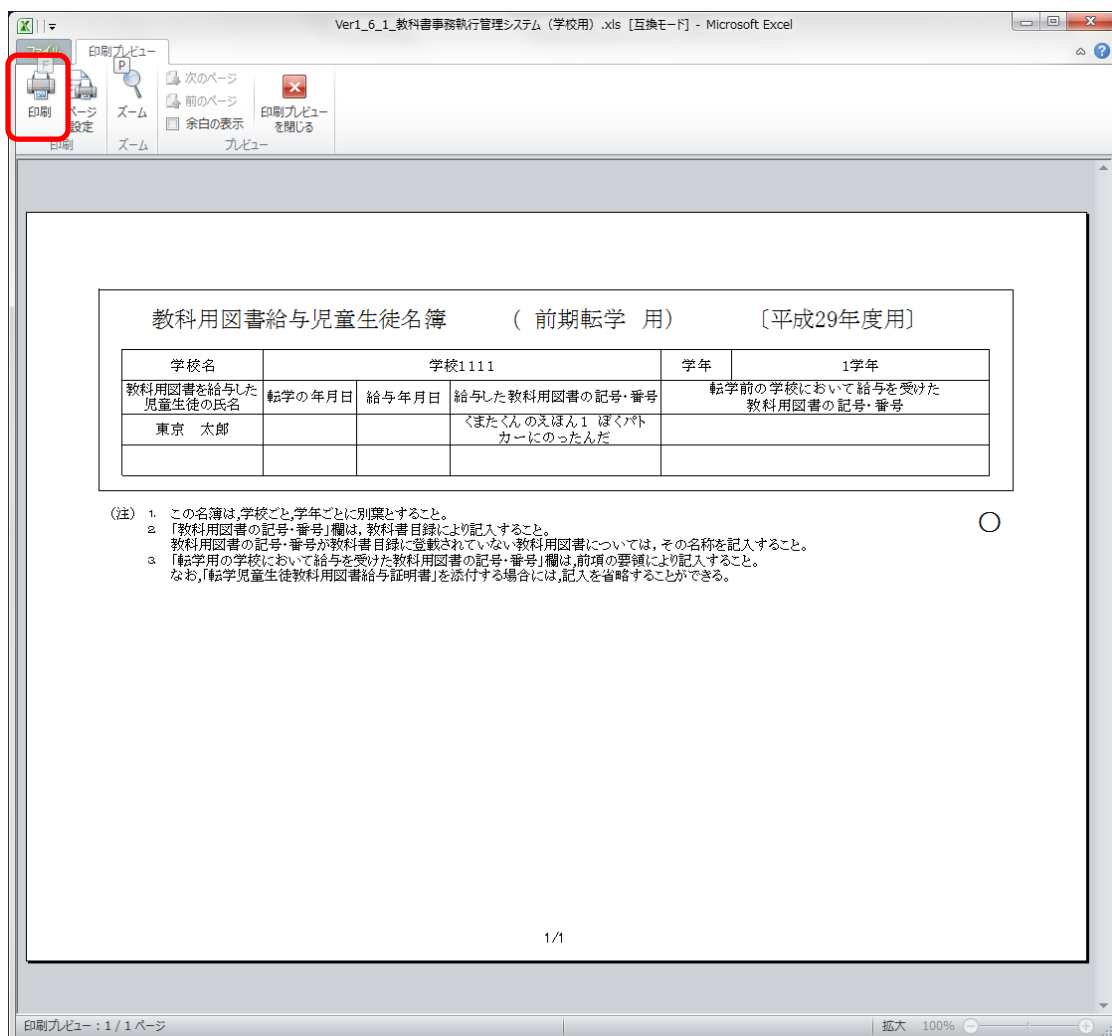 Ver1_6_1_教科書事務執行管理システム（学校用）.xls [互換モード] - Microsoft Excel
印刷プレビュー
P
印刷
ページ設定
ズーム
次のページ
前のページ
余白の表示
印刷プレビューを閉じる
印刷
ズーム
プレビュー
教科用図書給与児童生徒名簿 （ 前期転学 用） 〔平成29年度用〕
学校名 学校1111 学年 1学年
教科用図書を給与した児童生徒の氏名 転学の年月日 給与年月日 給与した教科用図書の記号・番号 転学前の学校において給与を受けた教科用図書の記号・番号
東京 太郎 くまたくんのえほん1 ぼくパトカーにのったんだ
（注） 1. この名簿は,学校ごと,学年ごとに別葉とすること。
2 「教科用図書の記号・番号」欄は，教科書目録により記入すること。
教科用図書の記号・番号が教科書目録に登載されていない教科用図書については，その名称を記入すること。
3 「転学用の学校において給与を受けた教科用図書の記号・番号」欄は,前項の要領により記入すること。
なお,「転学児童生徒教科用図書給与証明書」を添付する場合には,記入を省略することができる。
○
1/1
印刷プレビュー：1 / 1 ページ
拡大 100%